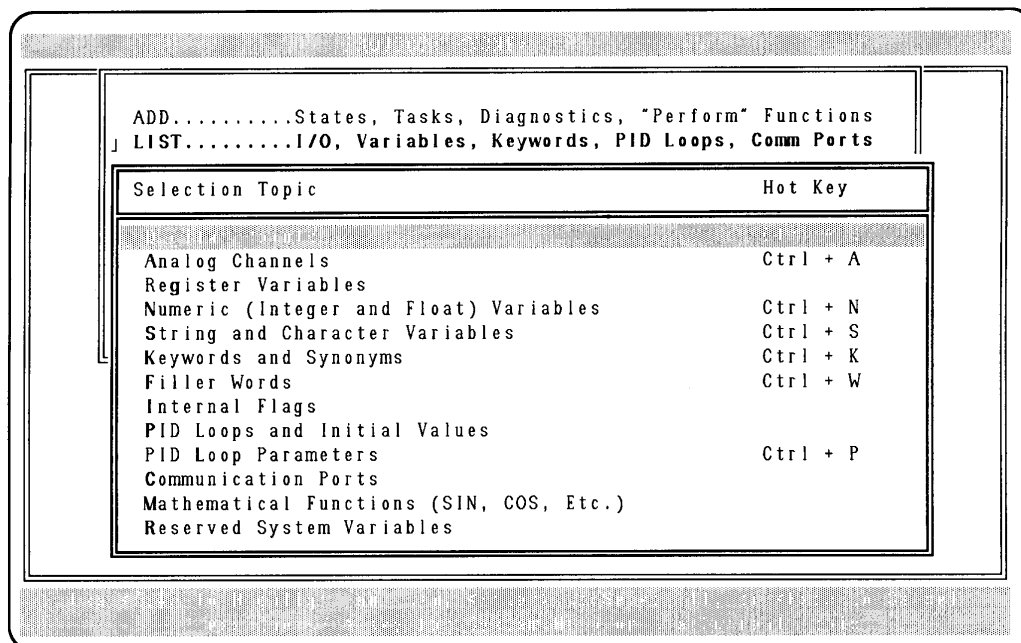 ADD..........States, Tasks, Diagnostics, "Perform" Functions
LIST.........I/O, Variables, Keywords, PID Loops, Comm Ports
Selection Topic Hot Key
Analog Channels Ctrl + A
Register Variables
Numeric (Integer and Float) Variables Ctrl + N
String and Character Variables Ctrl + S
Keywords and Synonyms Ctrl + K
Filler Words Ctrl + W
Internal Flags
PID Loops and Initial Values
PID Loop Parameters Ctrl + P
Communication Ports
Mathematical Functions (SIN, COS, Etc.)
Reserved System Variables